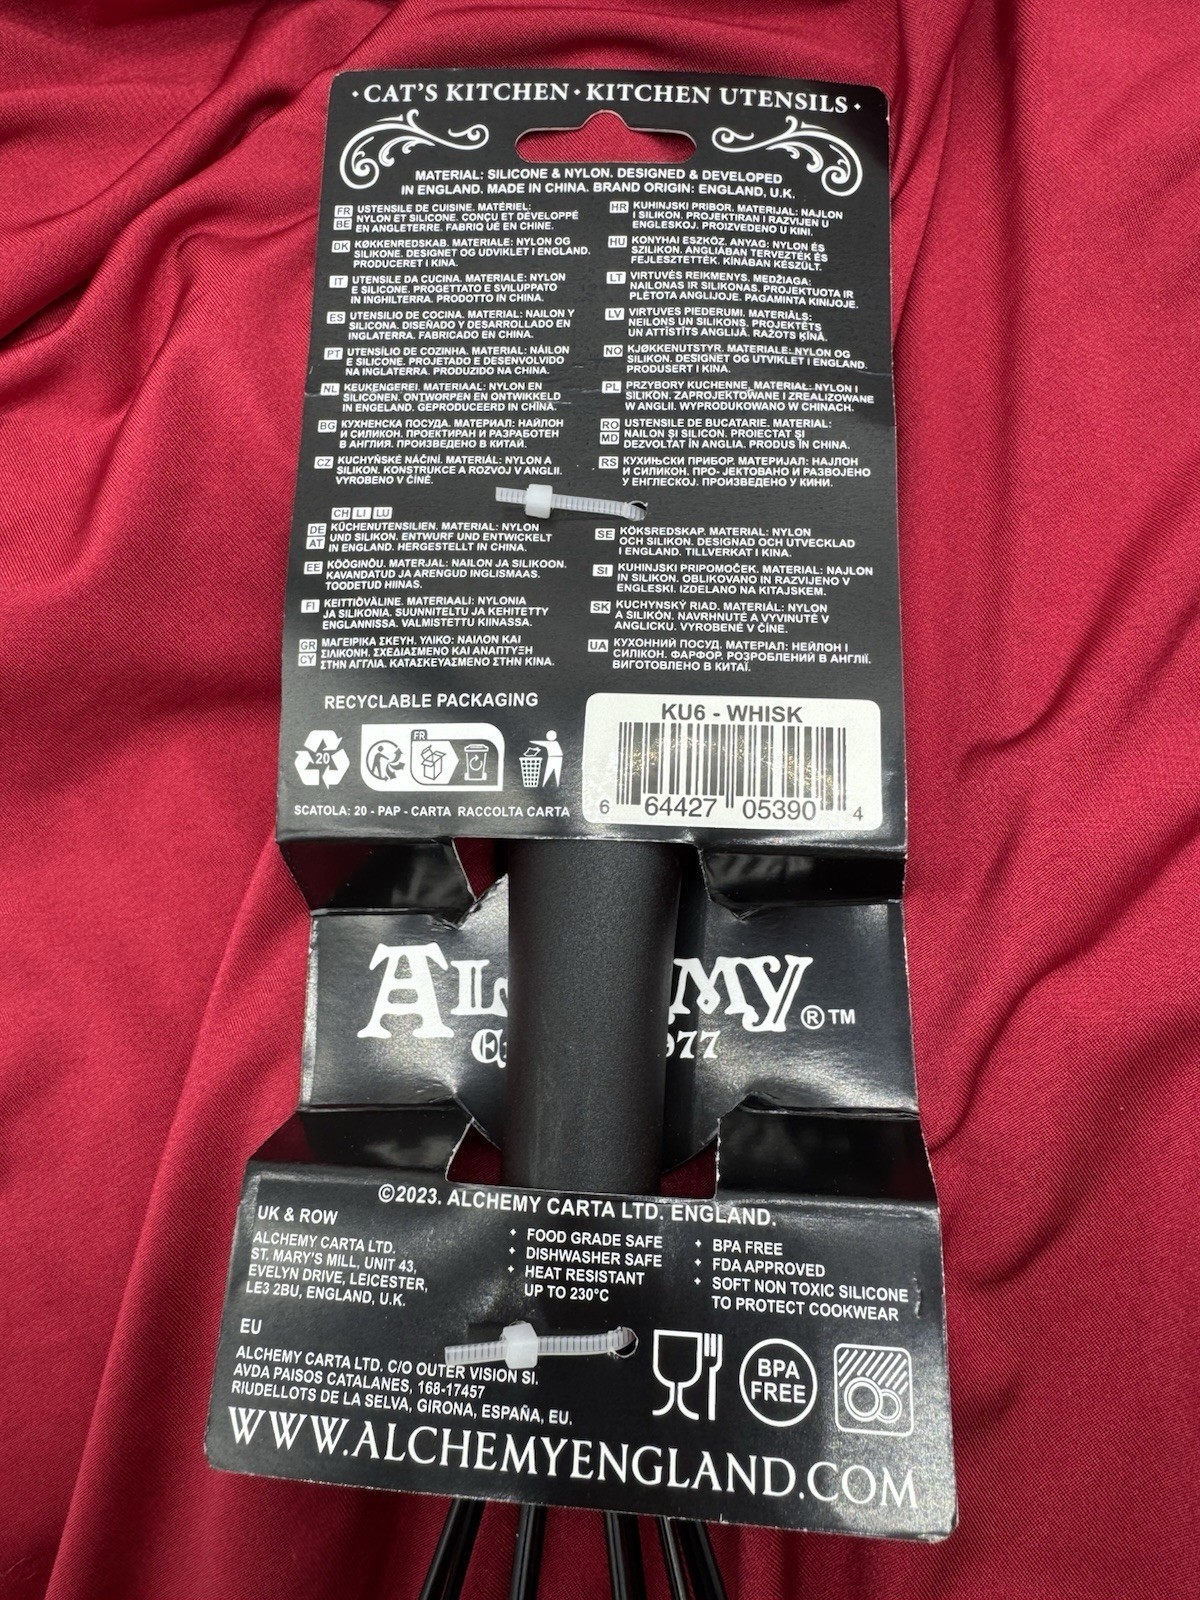 · CAT'S KITCHEN · KITCHEN UTENSILS ·
MATERIAL: SILICONE & NYLON. DESIGNED & DEVELOPED
IN ENGLAND. MADE IN CHINA. BRAND ORIGIN: ENGLAND, U.K.
FR USTENSILE DE CUISINE. MATÉRIEL:
BE NYLON ET SILICONE. CONÇU ET DÉVELOPPÉ
EN ANGLETERRE. FABRIQ UÉ EN CHINE.
DK KØKKENREDSKAB. MATERIALE: NYLON OG
SILIKONE. DESIGNET OG UDVIKLET I ENGLAND.
PRODUCERET I KINA.
IT UTENSILE DA CUCINA. MATERIALE: NYLON
E SILICONE. PROGETTATO E SVILUPPATO
IN INGHILTERRA. PRODOTTO IN CHINA.
ES UTENSILIO DE COCINA. MATERIAL: NAILON Y
SILICONA. DISEÑADO Y DESARROLLADO EN
INGLATERRA. FABRICADO EN CHINA.
PT UTENSÍLIO DE COZINHA. MATERIAL: NÁILON
E SILICONE. PROJETADO E DESENVOLVIDO
NA INGLATERRA. PRODUZIDO NA CHINA.
NL KEUKENGEREI. MATERIAAL: NYLON EN
SILICONEN. ONTWORPEN EN ONTWIKKELD
IN ENGELAND. GEPRODUCEERD IN CHINA.
BG КУХНЕНСКА ПОСУДА. МАТЕРИАЛ: НАЙЛОН
И СИЛИКОН. ПРОЕКТИРАН И РАЗРАБОТЕН
В АНГЛИЯ. ПРОИЗВЕДЕНО В КИТАЙ.
CZ KUCHYŇSKÉ NÁČINÍ. MATERIÁL: NYLON A
SILIKON. KONSTRUKCE A ROZVOJ V ANGLII.
VYROBENO V ČÍNĚ.
CH LI LU
DE KÜCHENUTENSILIEN. MATERIAL: NYLON
AT UND SILIKON. ENTWURF UND ENTWICKELT
IN ENGLAND. HERGESTELLT IN CHINA.
EE KÖÖGINÕU. MATERJAL: NAILON JA SILIKOON.
KAVANDATUD JA ARENGUD INGLISMAAS.
TOODETUD HIINAS.
FI KEITTIÖVÄLINE. MATERIAALI: NYLONIA
JA SILIKONIA. SUUNNITELTU JA KEHITETTY
ENGLANNISSA. VALMISTETTU KIINASSA.
GR ΜΑΓΕΙΡΙΚΑ ΣΚΕΥΗ. ΥΛΙΚΟ: ΝΑΙΛΟΝ ΚΑΙ
CY ΣΙΛΙΚΟΝΗ. ΣΧΕΔΙΑΣΜΕΝΟ ΚΑΙ ΑΝΑΠΤΥΞΗ
ΣΤΗΝ ΑΓΓΛΙΑ. ΚΑΤΑΣΚΕΥΑΣΜΕΝΟ ΣΤΗΝ ΚΙΝΑ.
HR KUHINJSKI PRIBOR. MATERIJAL: NAJLON
I SILIKON. PROJEKTIRAN I RAZVIJEN U
ENGLESKOJ. PROIZVEDENO U KINI.
HU KONYHAI ESZKÖZ. ANYAG: NYLON ÉS
SZILIKON. ANGLIÁBAN TERVEZTÉK ÉS
FEJLESZTETTÉK. KÍNÁBAN KÉSZÜLT.
LT VIRTUVĖS REIKMENYS. MEDŽIAGA:
NAILONAS IR SILIKONAS. PROJEKTUOTA IR
PLĖTOTA ANGLIJOJE. PAGAMINTA KINIJOJE.
LV VIRTUVES PIEDERUMI. MATERIĀLS:
NEILONS UN SILIKONS. PROJEKTĒTS
UN ATTĪSTĪTS ANGLIJĀ. RAŽOTS ĶĪNĀ.
NO KJØKKENUTSTYR. MATERIALE: NYLON OG
SILIKON. DESIGNET OG UTVIKLET I ENGLAND.
PRODUSERT I KINA.
PL PRZYBORY KUCHENNE. MATERIAL: NYLON I
SILIKON. ZAPROJEKTOWANE I ZREALIZOWANE
W ANGLII. WYPRODUKOWANO W CHINACH.
RO USTENSILE DE BUCATARIE. MATERIAL:
MD NAILON ȘI SILICON. PROIECTAT ȘI
DEZVOLTAT ÎN ANGLIA. PRODUS ÎN CHINA.
RS КУХИЊСКИ ПРИБОР. МАТЕРИЈАЛ: НАЈЛОН
И СИЛИКОН. ПРО- ЈЕКТОВАНО И РАЗВОЈЕНО
У ЕНГЛЕСКОЈ. ПРОИЗВЕДЕНО У КИНИ.
SE KÖKSREDSKAP. MATERIAL: NYLON
OCH SILIKON. DESIGNAD OCH UTVECKLAD
I ENGLAND. TILLVERKAT I KINA.
SI KUHINJSKI PRIPOMOČEK. MATERIAL: NAJLON
IN SILIKON. OBLIKOVANO IN RAZVIJENO V
ENGLESKI. IZDELANO NA KITAJSKEM.
SK KUCHYNSKÝ RIAD. MATERIÁL: NYLON
A SILIKÓN. NAVRHNUTÉ A VYVINUTÉ V
ANGLICKU. VYROBENÉ V ČÍNE.
UA КУХОННИЙ ПОСУД. МАТЕРІАЛ: НЕЙЛОН І
СИЛІКОН. ФАРФОР. РОЗРОБЛЕНИЙ В АНГЛІЇ.
ВИГОТОВЛЕНО В КИТАЇ.
RECYCLABLE PACKAGING
20
FR
SCATOLA: 20 - PAP - CARTA RACCOLTA CARTA
KU6 - WHISK
6 64427 05390 4
AL MY ® TM
977
©2023. ALCHEMY CARTA LTD. ENGLAND.
UK & ROW
ALCHEMY CARTA LTD.
ST. MARY'S MILL, UNIT 43,
EVELYN DRIVE, LEICESTER,
LE3 2BU, ENGLAND, U.K.
FOOD GRADE SAFE
DISHWASHER SAFE
HEAT RESISTANT
UP TO 230°C
BPA FREE
FDA APPROVED
SOFT NON TOXIC SILICONE
TO PROTECT COOKWEAR
EU
ALCHEMY CARTA LTD. C/O OUTER VISION SI.
AVDA PAISOS CATALANES, 168-17457
RIUDELLOTS DE LA SELVA, GIRONA, ESPAÑA, EU.
BPA
FREE
WWW.ALCHEMYENGLAND.COM